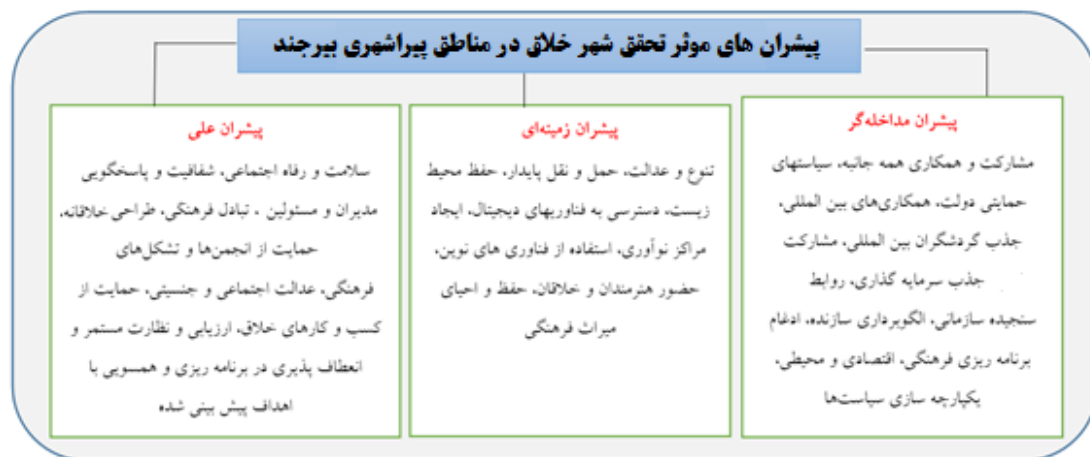 پیشران های موثر تحقق شهر خلاق در مناطق پیراشهری بیرجند
پیشران مداخله‌گر
مشارکت و همکاری همه جانبه، سیاستهای
حمایتی دولت، همکاری‌های بین المللی،
جذب گردشگران بین المللی، مشارکت
جذب سرمایه گذاری، روابط
سنجیده سازمانی، الگوبرداری سازنده، ادغام
برنامه ریزی فرهنگی، اقتصادی و محیطی،
یکپارچه سازی سیاست‌ها
پیشران زمینه‌ای
تنوع و عدالت، حمل و نقل پایدار، حفظ محیط
زیست، دسترسی به فناوریهای دیجیتال، ایجاد
مراکز نوآوری، استفاده از فناوری های نوین،
حضور هنرمندان و خلاقان، حفظ و احیای
میراث فرهنگی
پیشران علی
سلامت و رفاه اجتماعی، شفافیت و پاسخگویی
مدیران و مسئولین ، تبادل فرهنگی، طراحی خلاقانه،
حمایت از انجمن‌ها و تشکل‌های
فرهنگی، عدالت اجتماعی و جنسیتی، حمایت از
کسب و کارهای خلاق، ارزیابی و نظارت مستمر و
انعطاف پذیری در برنامه ریزی و همسویی با
اهداف پیش بینی شده